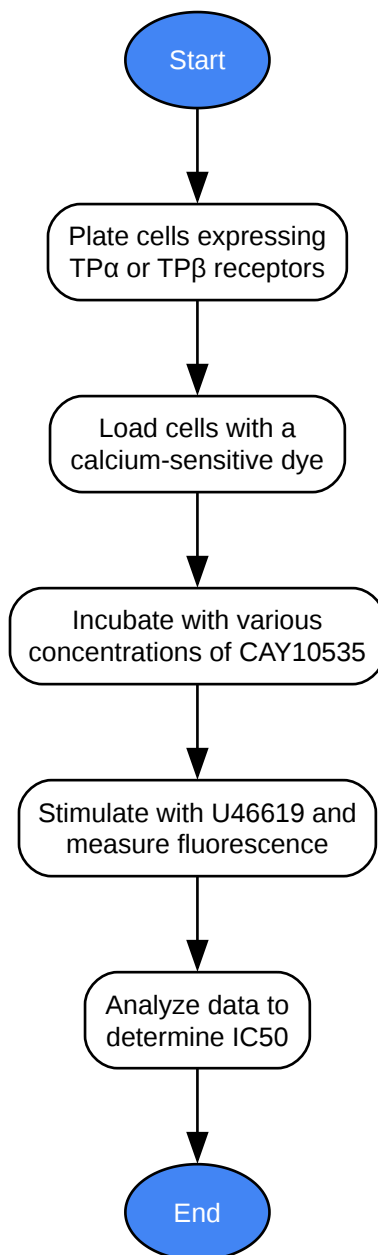 Start
Plate cells expressing
TPα or TPβ receptors
Load cells with a
calcium-sensitive dye
Incubate with various
concentrations of CAY10535
Stimulate with U46619 and
measure fluorescence
Analyze data to
determine IC50
End